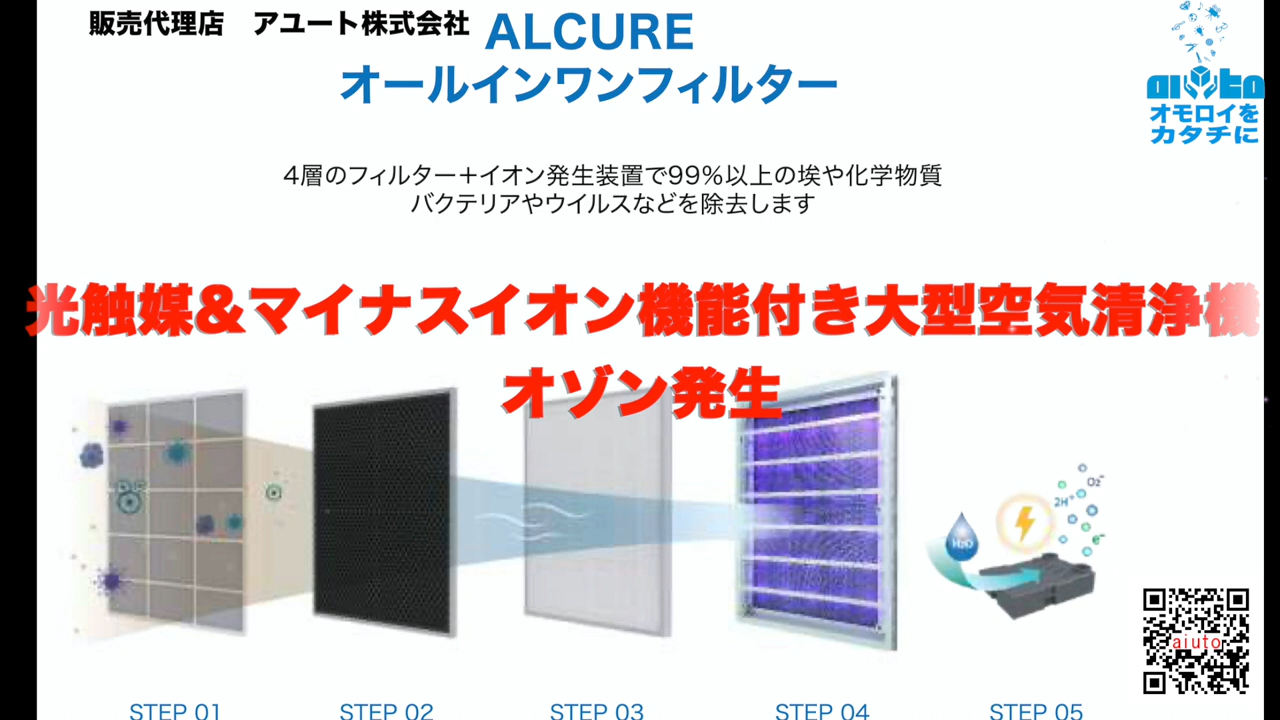 販売代理店　アユート株式会社
ALCURE
オールインワンフィルター
aiuto
オモロイを
カタチに
4層のフィルター＋イオン発生装置で99％以上の埃や化学物質
バクテリアやウイルスなどを除去します
光触媒&マイナスイオン機能付き大型空気清浄機
オゾン発生
O₂⁻
2H⁺
e⁻
H₂O
aiuto
STEP 01
STEP 02
STEP 03
STEP 04
STEP 05